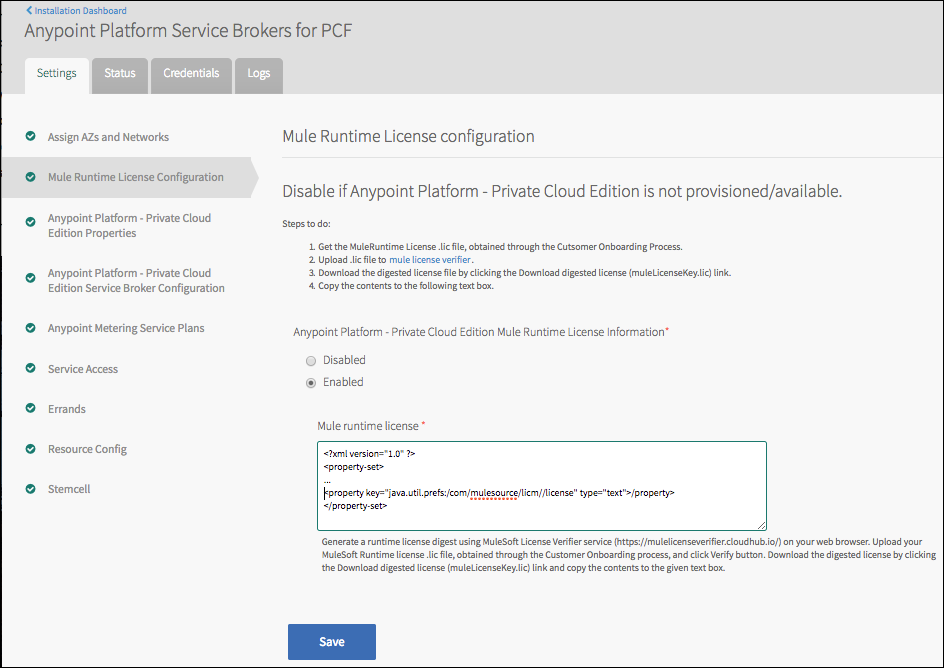 Installation Dashboard
Anypoint Platform Service Brokers for PCF
Settings
Status
Credentials
Logs
Assign AZs and Networks
Mule Runtime License Configuration
Anypoint Platform - Private Cloud
Edition Properties
Anypoint Platform - Private Cloud
Edition Service Broker Configuration
Anypoint Metering Service Plans
Service Access
Errands
Resource Config
Stemcell
Mule Runtime License configuration
Disable if Anypoint Platform - Private Cloud Edition is not provisioned/available.
Steps to do:
1. Get the MuleRuntime License .lic file, obtained through the Cutsomer Onboarding Process.
2. Upload .lic file to mule license verifier.
3. Download the digested license file by clicking the Download digested license (muleLicenseKey.lic) link.
4. Copy the contents to the following text box.
Anypoint Platform - Private Cloud Edition Mule Runtime License Information*
Disabled
Enabled
Mule runtime license *
<?xml version="1.0" ?>
<property-set>
...
<property key="java.util.prefs:/com/mulesource/licm//license" type="text">/property>
</property-set>
Generate a runtime license digest using MuleSoft License Verifier service (https://mulelicenseverifier.cloudhub.io/) on your web browser. Upload your
MuleSoft Runtime license .lic file, obtained through the Customer Onboarding process, and click Verify button. Download the digested license by clicking
the Download digested license (muleLicenseKey.lic) link and copy the contents to the given text box.
Save